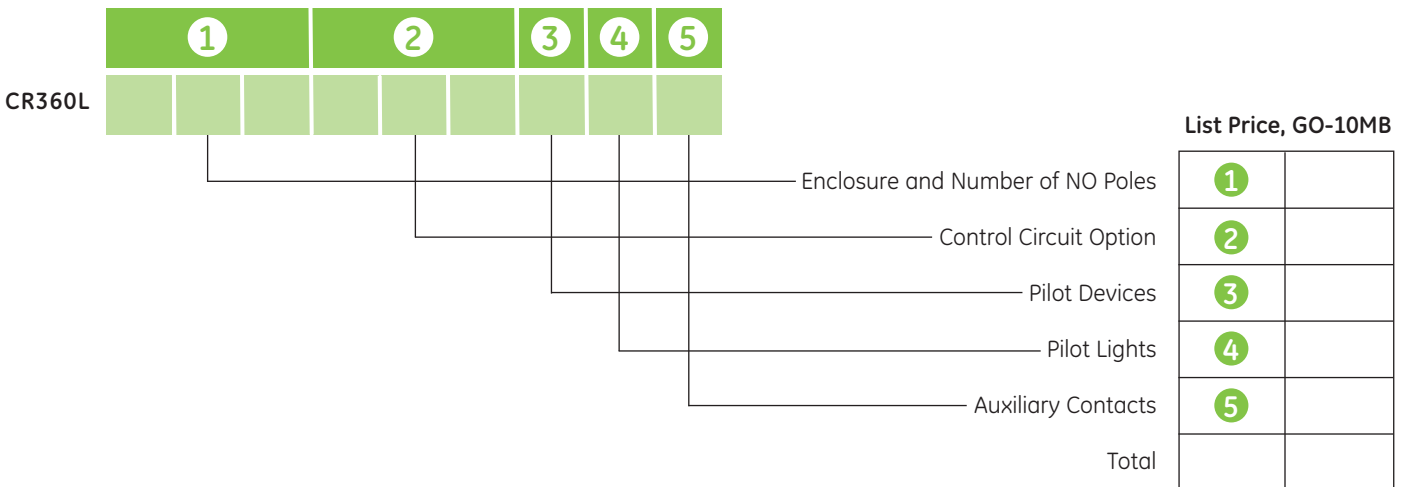 1 2 3 4 5
CR360L
List Price, GO-10MB
Enclosure and Number of NO Poles 1
Control Circuit Option 2
Pilot Devices 3
Pilot Lights 4
Auxiliary Contacts 5
Total